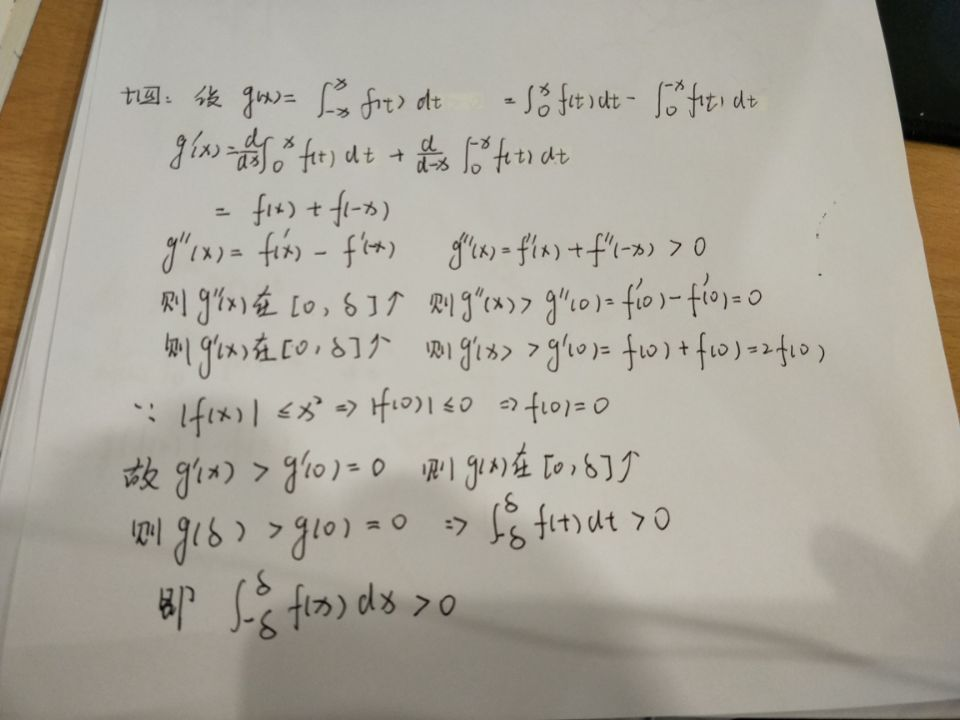 十四: 设 g(x)= ∫_{-x}^{x} f(t) dt = ∫_0^x f(t) dt - ∫_0^{-x} f(t) dt
g'(x)= d/dx ∫_0^x f(t) dt + d/d-x ∫_0^{-x} f(t) dt
= f(x) + f(-x)
g''(x)= f'(x) - f'(-x) g'''(x)= f''(x) + f''(-x) > 0
则 g''(x) 在 [0, δ] ↑ 则 g''(x) > g''(0)= f'(0) - f'(0) = 0
则 g'(x) 在 [0, δ] ↑ 则 g'(x) > g'(0)= f(0) + f(0) = 2f(0)
∵ |f(x)| ≤ x² ⇒ |f(0)| ≤ 0 ⇒ f(0) = 0
故 g'(x) > g'(0) = 0 则 g(x) 在 [0, δ] ↑
则 g(δ) > g(0) = 0 ⇒ ∫_{-δ}^{δ} f(t) dt > 0
即 ∫_{-δ}^{δ} f(x) dx > 0